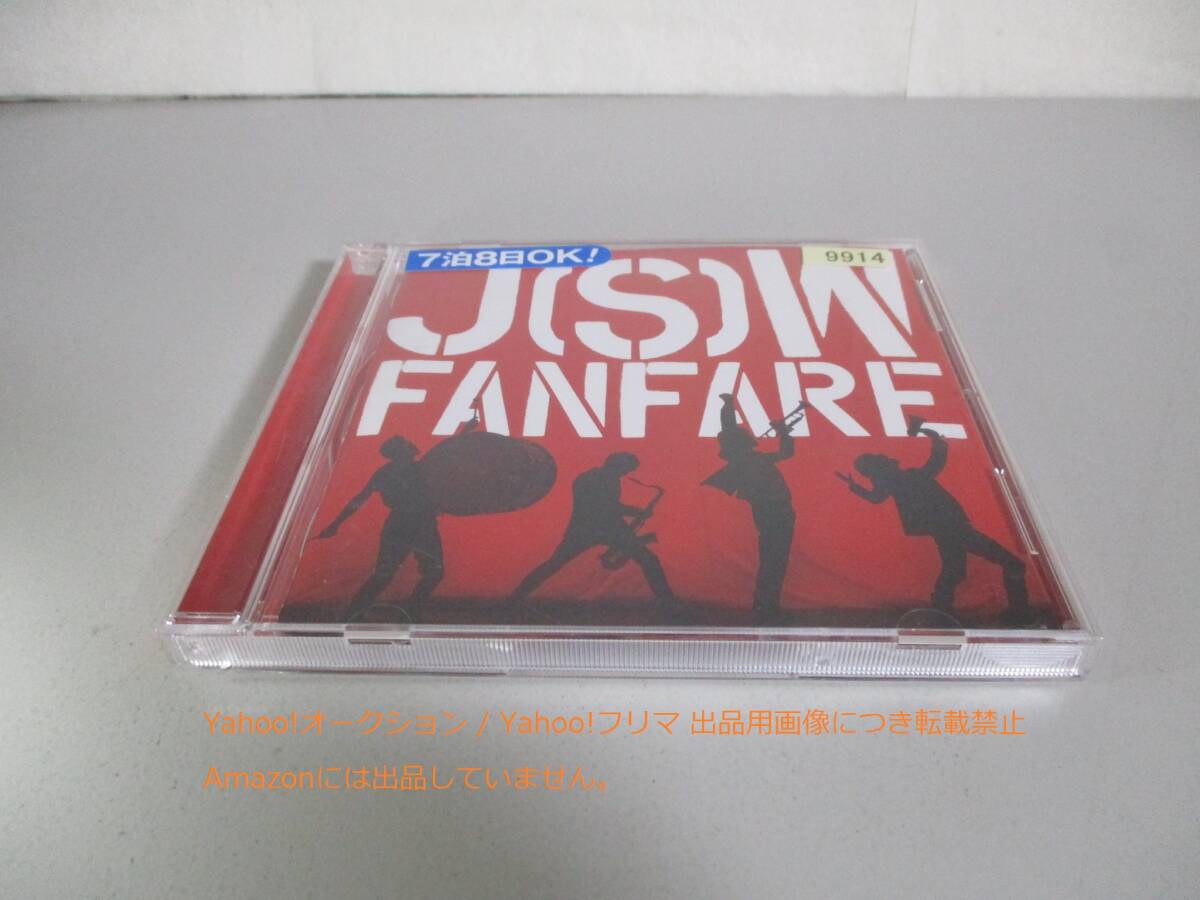 7泊8日OK!
9914
J(S)W
FANFARE
Yahoo!オークション / Yahoo!フリマ 出品用画像につき転載禁止
Amazonには出品していません。